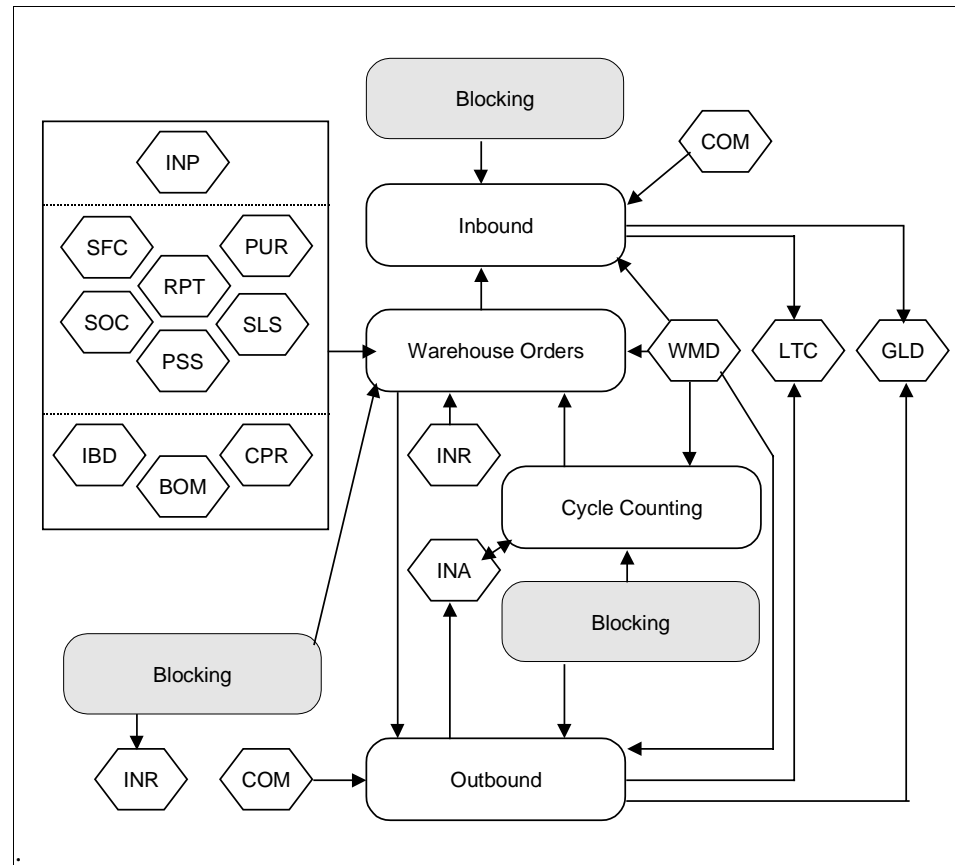 Blocking
COM
INP
Inbound
SFC
PUR
RPT
SOC
SLS
PSS
Warehouse Orders
WMD
LTC
GLD
IBD
CPR
BOM
INR
Cycle Counting
INA
Blocking
Blocking
INR
COM
Outbound
.